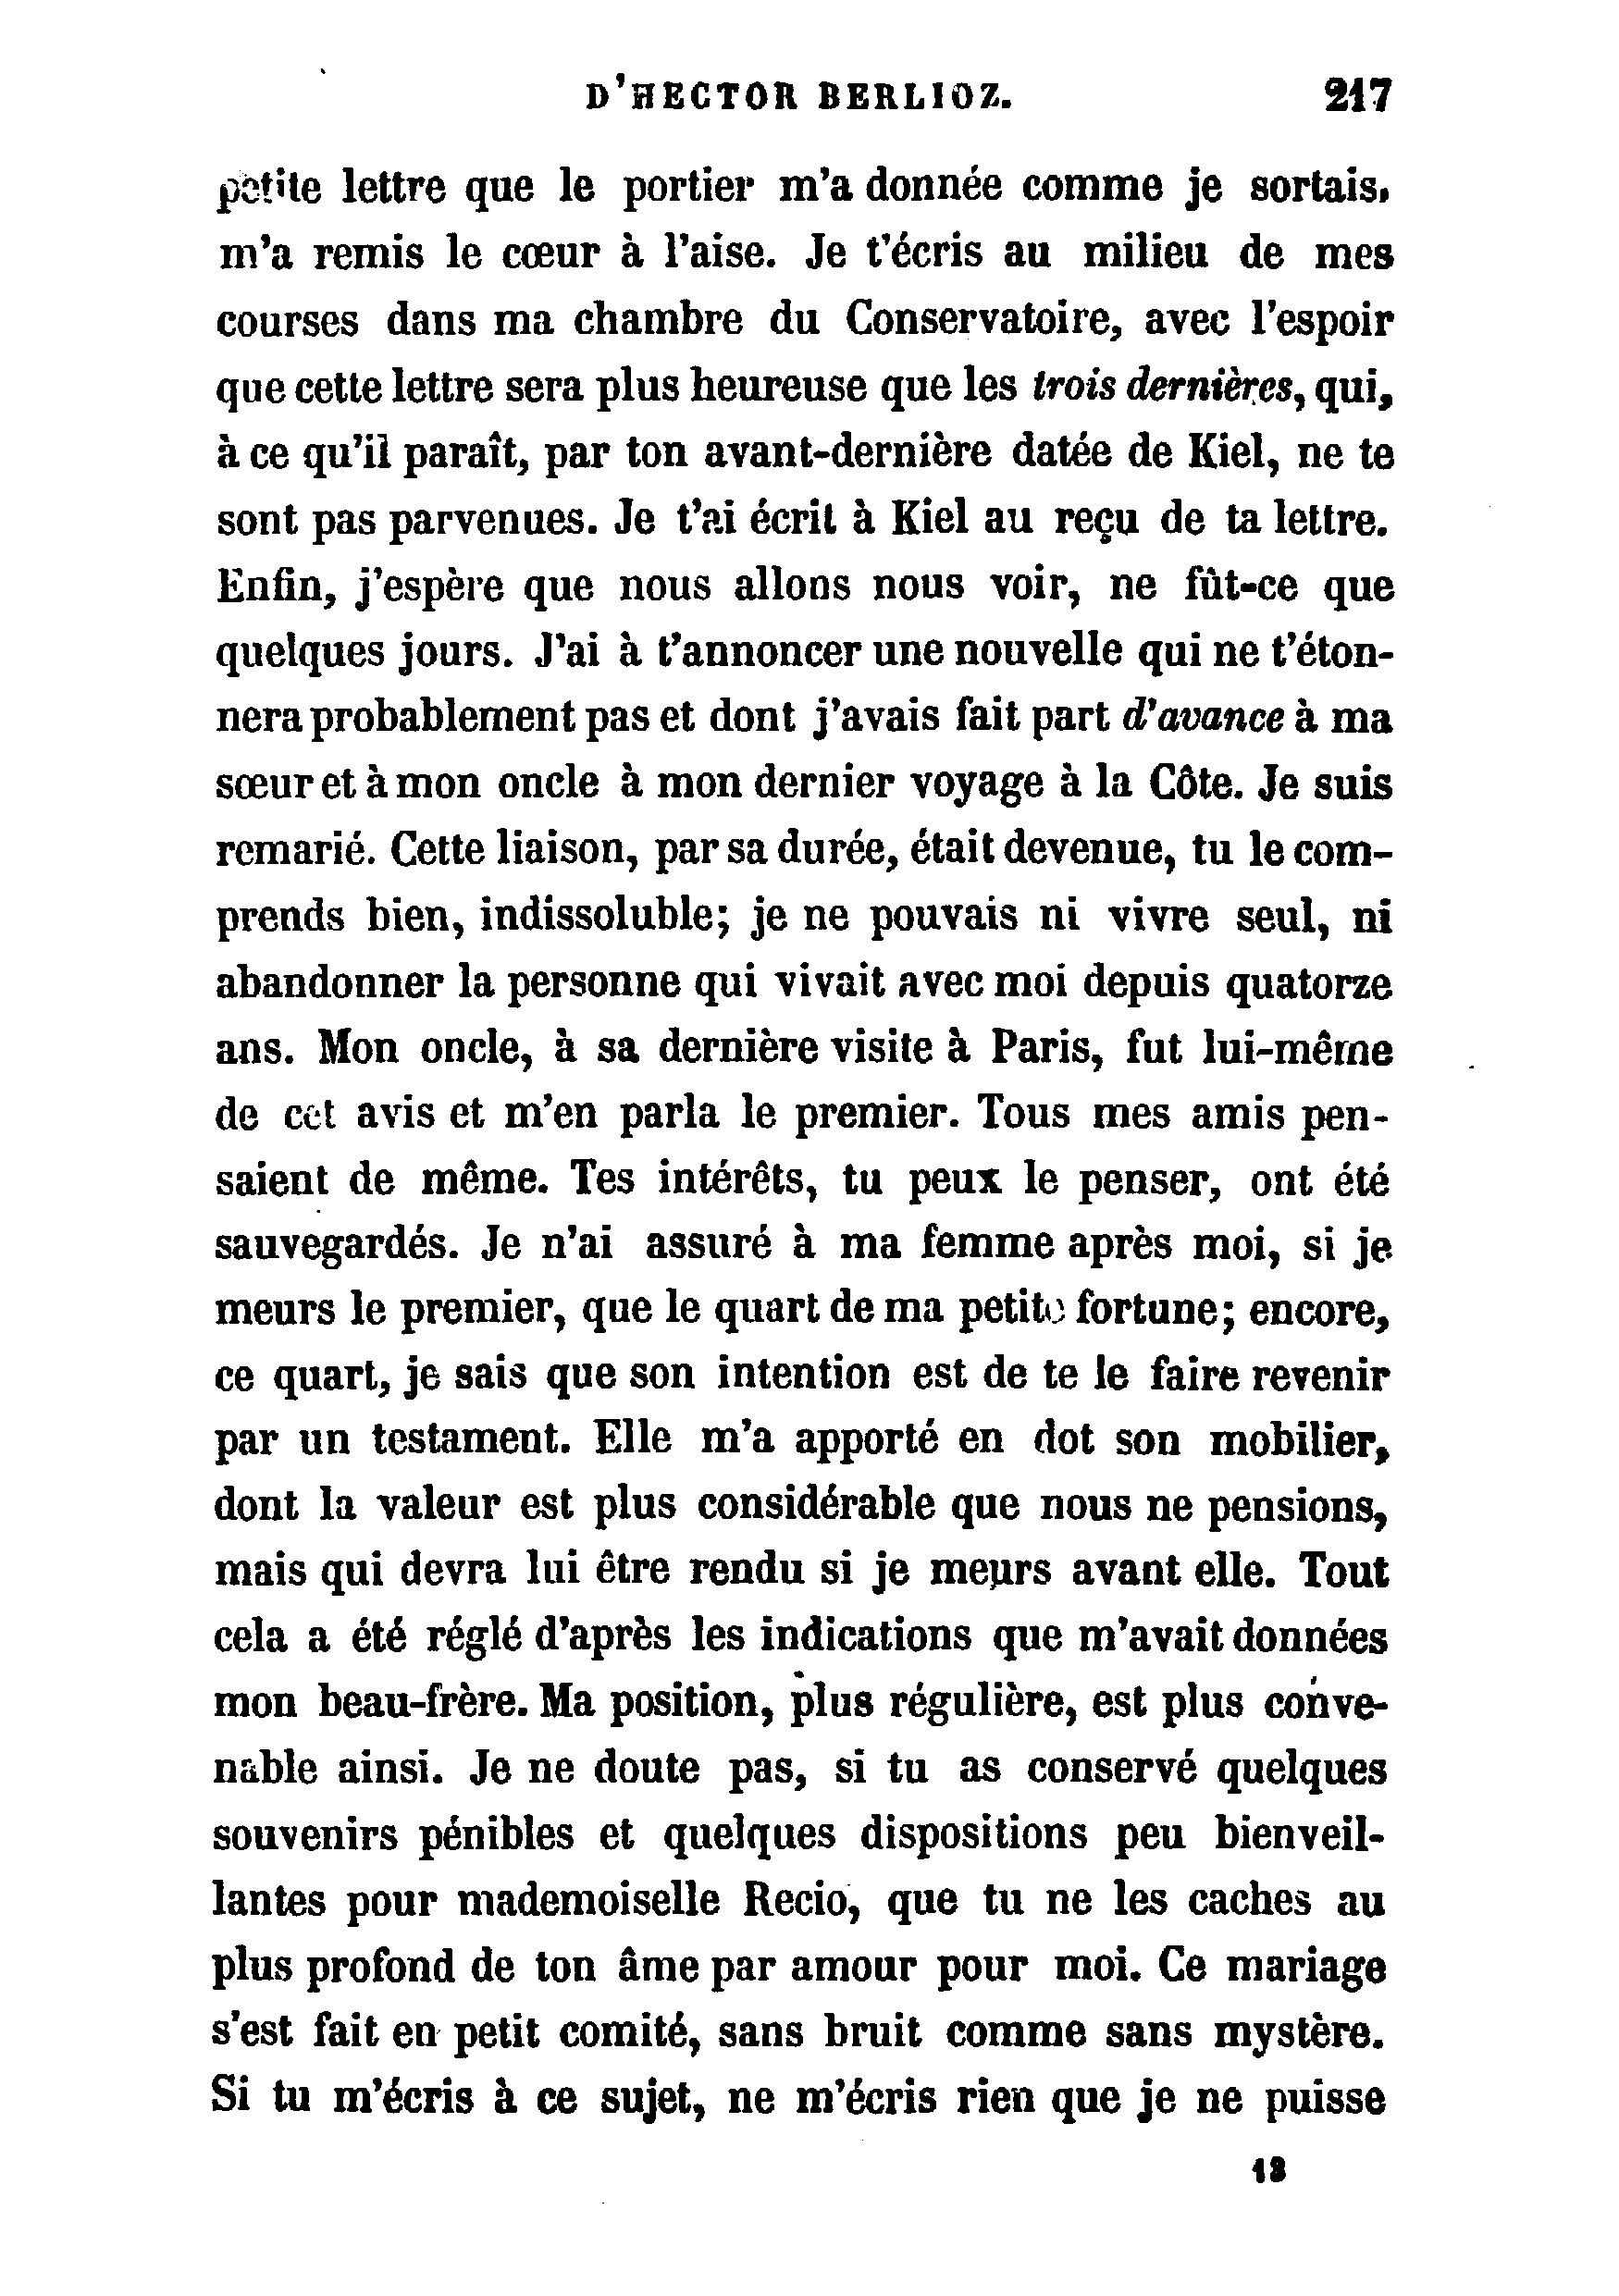 D'HECTOR BERLIOZ. 217
petite lettre que le portier m'a donnée comme je sortais,
m'a remis le cœur à l'aise. Je t'écris au milieu de mes
courses dans ma chambre du Conservatoire, avec l'espoir
que cette lettre sera plus heureuse que les trois dernières, qui,
à ce qu'il paraît, par ton avant-dernière datée de Kiel, ne te
sont pas parvenues. Je t'ai écrit à Kiel au reçu de ta lettre.
Enfin, j'espère que nous allons nous voir, ne fût-ce que
quelques jours. J'ai à t'annoncer une nouvelle qui ne t'éton-
nera probablement pas et dont j'avais fait part d'avance à ma
sœur et à mon oncle à mon dernier voyage à la Côte. Je suis
remarié. Cette liaison, par sa durée, était devenue, tu le com-
prends bien, indissoluble; je ne pouvais ni vivre seul, ni
abandonner la personne qui vivait avec moi depuis quatorze
ans. Mon oncle, à sa dernière visite à Paris, fut lui-même
de cet avis et m'en parla le premier. Tous mes amis pen-
saient de même. Tes intérêts, tu peux le penser, ont été
sauvegardés. Je n'ai assuré à ma femme après moi, si je
meurs le premier, que le quart de ma petite fortune; encore,
ce quart, je sais que son intention est de te le faire revenir
par un testament. Elle m'a apporté en dot son mobilier,
dont la valeur est plus considérable que nous ne pensions,
mais qui devra lui être rendu si je meurs avant elle. Tout
cela a été réglé d'après les indications que m'avait données
mon beau-frère. Ma position, plus régulière, est plus conve-
nable ainsi. Je ne doute pas, si tu as conservé quelques
souvenirs pénibles et quelques dispositions peu bienveil-
lantes pour mademoiselle Recio, que tu ne les caches au
plus profond de ton âme par amour pour moi. Ce mariage
s'est fait en petit comité, sans bruit comme sans mystère.
Si tu m'écris à ce sujet, ne m'écris rien que je ne puisse
13